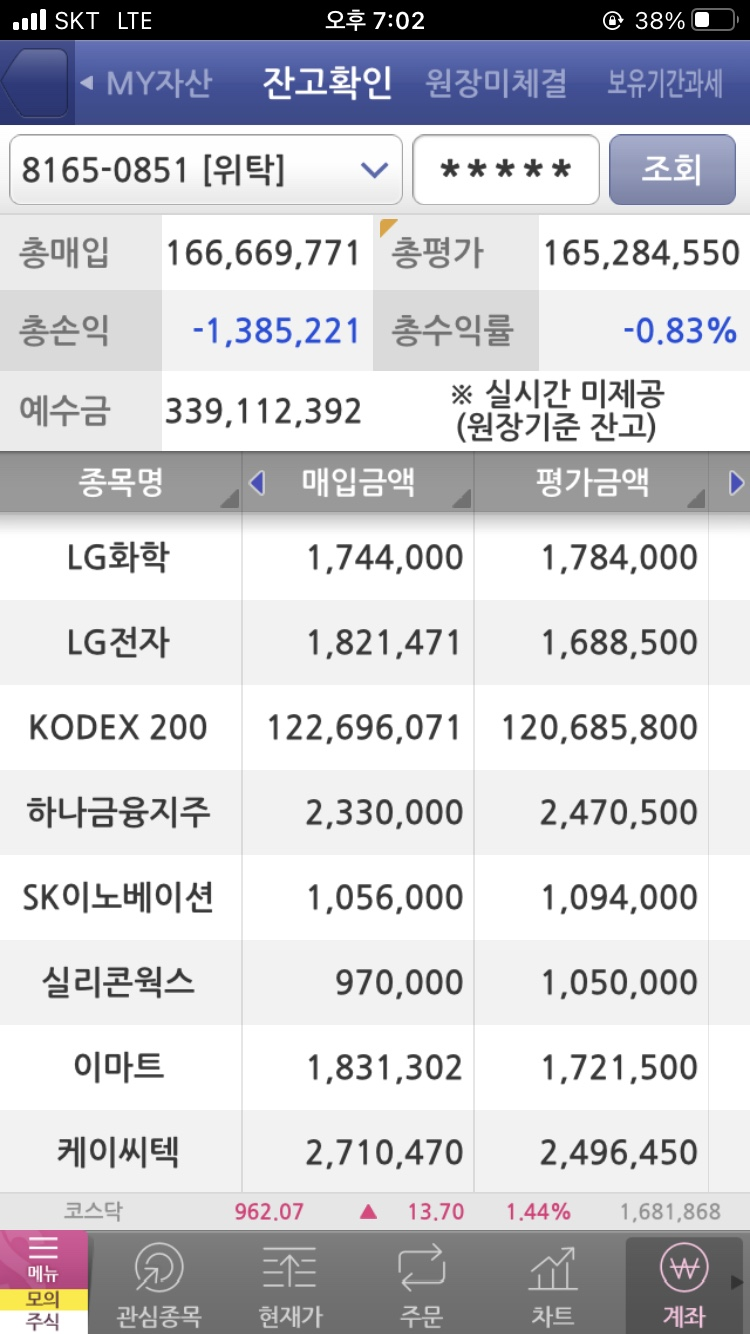 SKT LTE 오후 7:02 38%
MY자산 잔고확인 원장미체결 보유기간과세
8165-0851 [위탁] ***** 조회
총매입 166,669,771 총평가 165,284,550
총손익 -1,385,221 총수익률 -0.83%
예수금 339,112,392 ※ 실시간 미제공
(원장기준 잔고)
종목명 매입금액 평가금액
LG화학 1,744,000 1,784,000
LG전자 1,821,471 1,688,500
KODEX 200 122,696,071 120,685,800
하나금융지주 2,330,000 2,470,500
SK이노베이션 1,056,000 1,094,000
실리콘웍스 970,000 1,050,000
이마트 1,831,302 1,721,500
케이씨텍 2,710,470 2,496,450
코스닥 962.07 ▲ 13.70 1.44% 1,681,868
메뉴
모의
주식 관심종목 현재가 주문 차트 계좌